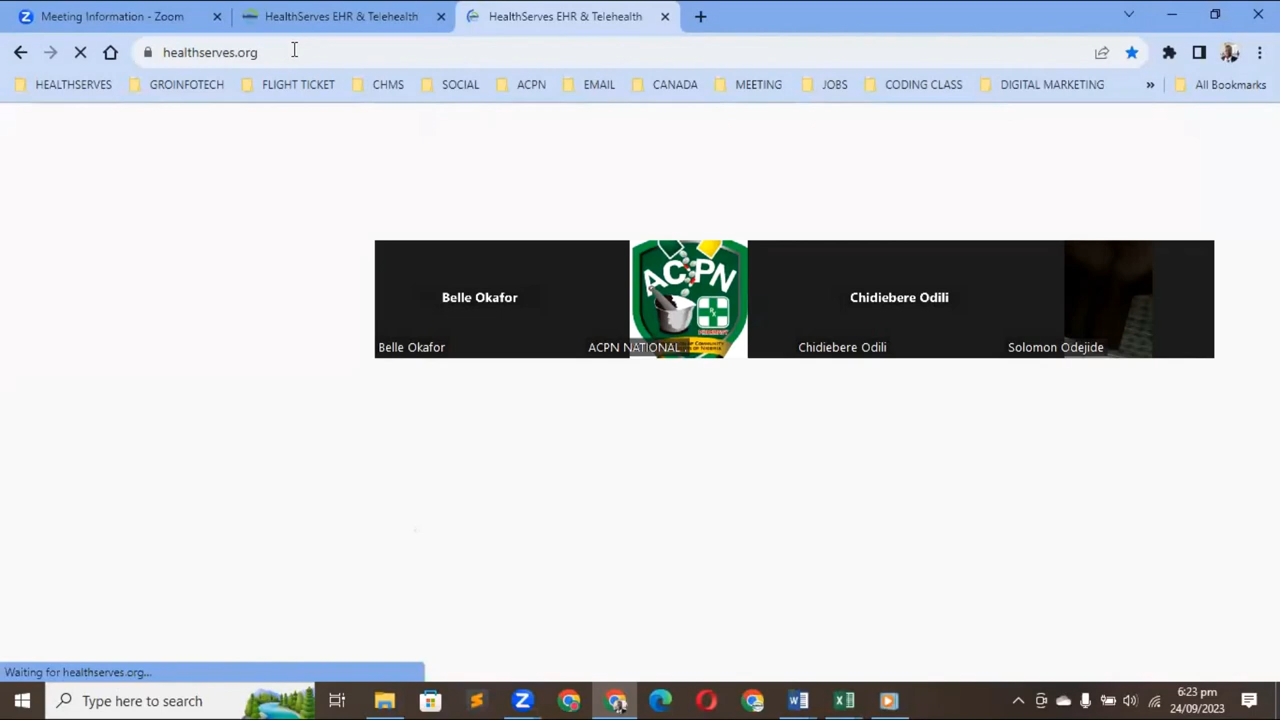 Meeting Information - Zoom
HealthServes EHR & Telehealth
HealthServes EHR & Telehealth
healthserves.org
HEALTHSERVES
GROINFOTECH
FLIGHT TICKET
CHMS
SOCIAL
ACPN
EMAIL
CANADA
MEETING
JOBS
CODING CLASS
DIGITAL MARKETING
»
All Bookmarks
Belle Okafor
ACPN
Chidiebere Odili
Belle Okafor
ACPN NATIONAL
Chidiebere Odili
Solomon Odejide
Waiting for healthserves.org...
Type here to search
6:23 pm
24/09/2023